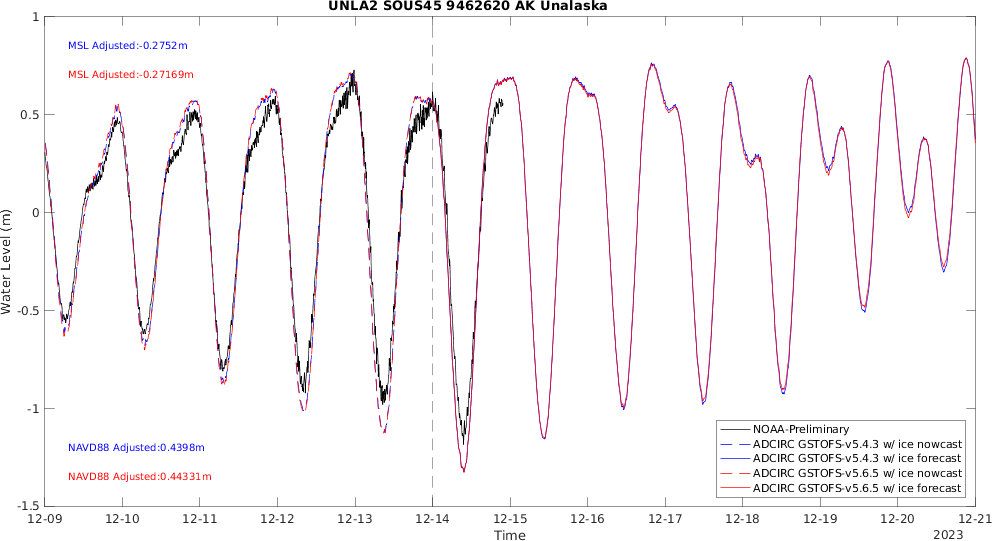 UNLA2 SOUS45 9462620 AK Unalaska
MSL Adjusted:-0.2752m
MSL Adjusted:-0.27169m
1
0.5
0
-0.5
-1
-1.5
Water Level (m)
NAVD88 Adjusted:0.4398m
NAVD88 Adjusted:0.44331m
NOAA-Preliminary
ADCIRC GSTOFS-v5.4.3 w/ ice nowcast
ADCIRC GSTOFS-v5.4.3 w/ ice forecast
ADCIRC GSTOFS-v5.6.5 w/ ice nowcast
ADCIRC GSTOFS-v5.6.5 w/ ice forecast
12-09 12-10 12-11 12-12 12-13 12-14 12-15 12-16 12-17 12-18 12-19 12-20 12-21
Time
2023